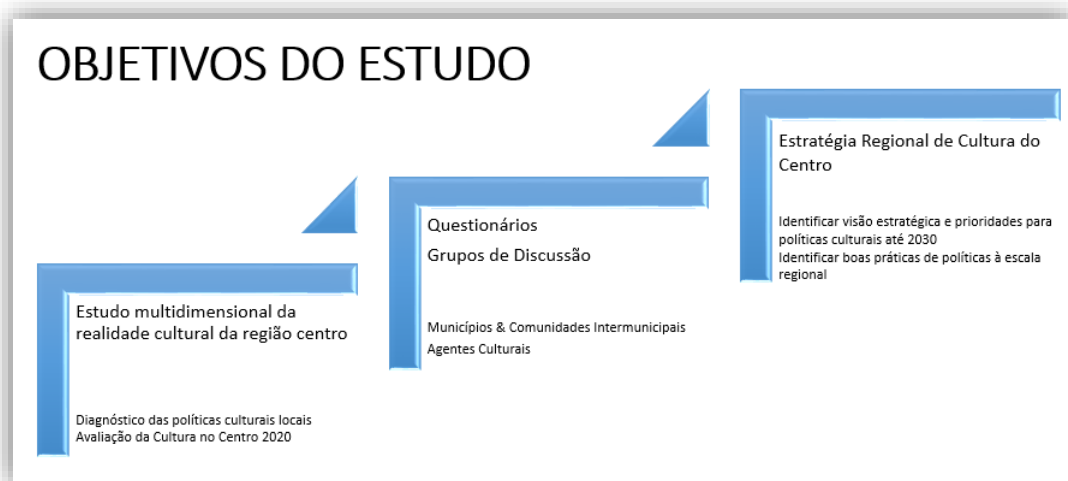 OBJETIVOS DO ESTUDO
Estudo multidimensional da
realidade cultural da região centro
Diagnóstico das políticas culturais locais
Avaliação da Cultura no Centro 2020
Questionários
Grupos de Discussão
Municípios & Comunidades Intermunicipais
Agentes Culturais
Estratégia Regional de Cultura do
Centro
Identificar visão estratégica e prioridades para
políticas culturais até 2030
Identificar boas práticas de políticas à escala
regional